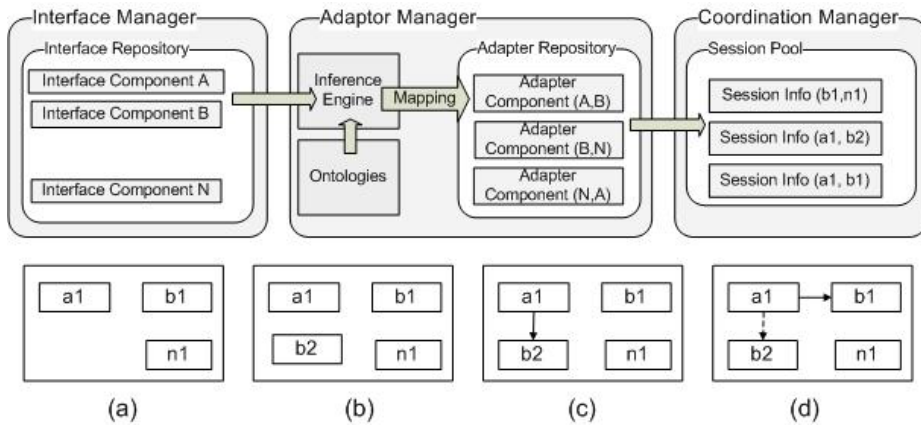 Interface Manager
Adaptor Manager
Coordination Manager
Interface Repository
Interface Component A
Interface Component B
Interface Component N
Inference
Engine
Mapping
Ontologies
Adapter Repository
Adapter
Component (A,B)
Adapter
Component (B,N)
Adapter
Component (N,A)
Session Pool
Session Info (b1,n1)
Session Info (a1, b2)
Session Info (a1, b1)
a1 b1
n1
(a)
a1 b1
b2 n1
(b)
a1 b1
b2 n1
(c)
a1 b1
b2 n1
(d)